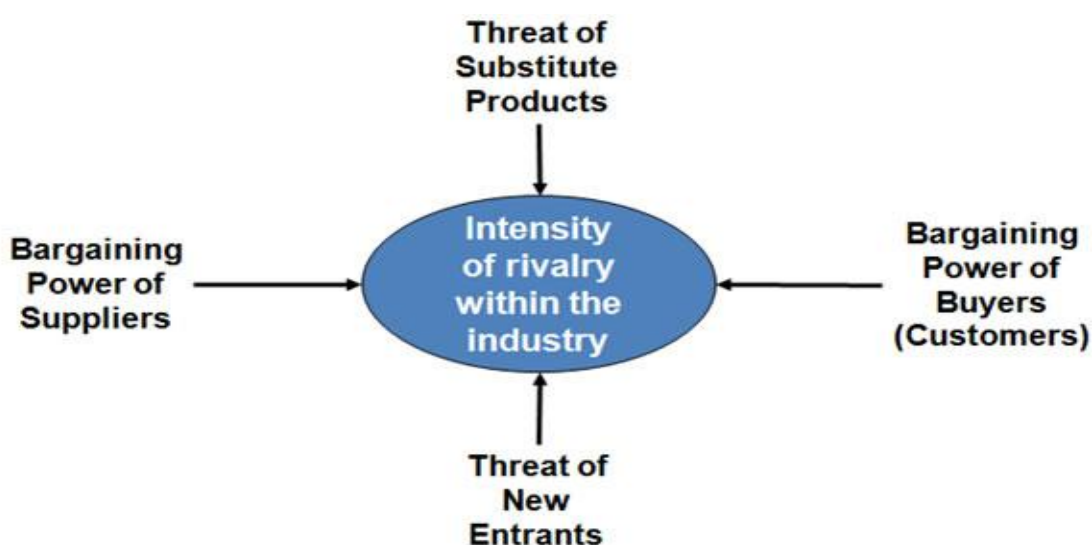 Threat of
Substitute
Products
Bargaining
Power of
Suppliers
Intensity
of rivalry
within the
industry
Bargaining
Power of
Buyers
(Customers)
Threat of
New
Entrants